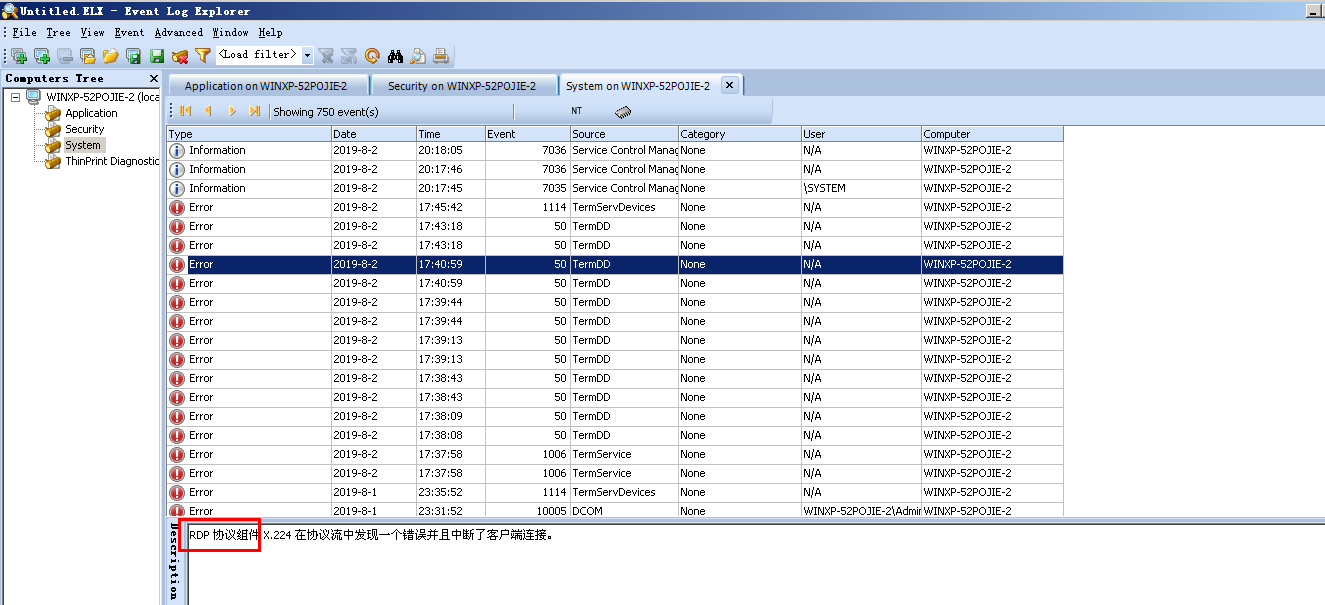 Untitled.ELX - Event Log Explorer
File Tree View Event Advanced Window Help
<Load filter>
Computers Tree
WINXP-52POJIE-2 (loca
Application
Security
System
ThinPrint Diagnostic
Application on WINXP-52POJIE-2 Security on WINXP-52POJIE-2 System on WINXP-52POJIE-2
Showing 750 event(s) NT
Type Date Time Event Source Category User Computer
Information 2019-8-2 20:18:05 7036 Service Control Manag None N/A WINXP-52POJIE-2
Information 2019-8-2 20:17:46 7036 Service Control Manag None N/A WINXP-52POJIE-2
Information 2019-8-2 20:17:45 7035 Service Control Manag None \SYSTEM WINXP-52POJIE-2
Error 2019-8-2 17:45:42 1114 TermServDevices None N/A WINXP-52POJIE-2
Error 2019-8-2 17:43:18 50 TermDD None N/A WINXP-52POJIE-2
Error 2019-8-2 17:43:18 50 TermDD None N/A WINXP-52POJIE-2
Error 2019-8-2 17:40:59 50 TermDD None N/A WINXP-52POJIE-2
Error 2019-8-2 17:40:59 50 TermDD None N/A WINXP-52POJIE-2
Error 2019-8-2 17:39:44 50 TermDD None N/A WINXP-52POJIE-2
Error 2019-8-2 17:39:44 50 TermDD None N/A WINXP-52POJIE-2
Error 2019-8-2 17:39:13 50 TermDD None N/A WINXP-52POJIE-2
Error 2019-8-2 17:39:13 50 TermDD None N/A WINXP-52POJIE-2
Error 2019-8-2 17:38:43 50 TermDD None N/A WINXP-52POJIE-2
Error 2019-8-2 17:38:43 50 TermDD None N/A WINXP-52POJIE-2
Error 2019-8-2 17:38:09 50 TermDD None N/A WINXP-52POJIE-2
Error 2019-8-2 17:38:08 50 TermDD None N/A WINXP-52POJIE-2
Error 2019-8-2 17:37:58 1006 TermService None N/A WINXP-52POJIE-2
Error 2019-8-2 17:37:58 1006 TermService None N/A WINXP-52POJIE-2
Error 2019-8-1 23:35:52 1114 TermServDevices None N/A WINXP-52POJIE-2
Error 2019-8-1 23:31:52 10005 DCOM None WINXP-52POJIE-2\Admin WINXP-52POJIE-2
Description
RDP 协议组件 X.224 在协议流中发现一个错误并且中断了客户端连接。